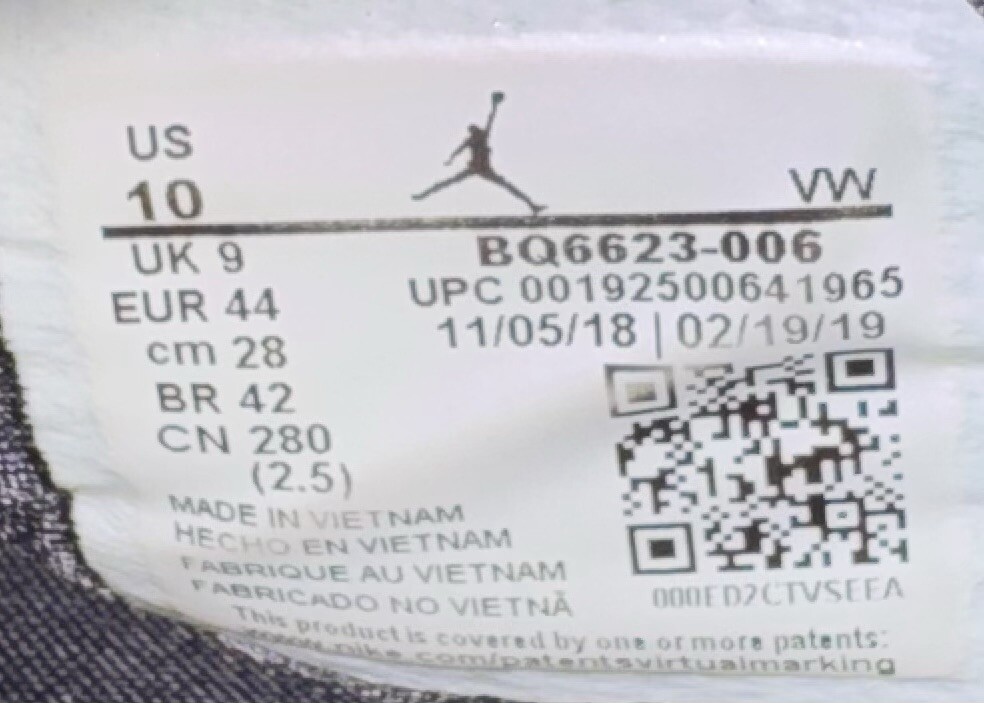 US
10
VW
UK 9
BQ6623-006
EUR 44
UPC 00192500641965
cm 28
11/05/18 | 02/19/19
BR 42
CN 280
(2.5)
MADE IN VIETNAM
HECHO EN VIETNAM
FABRIQUE AU VIETNAM
FABRICADO NO VIETNÃ
000ED2CTVSEEA
This product is covered by one or more patents:
www.nike.com/patentsvirtualmarking